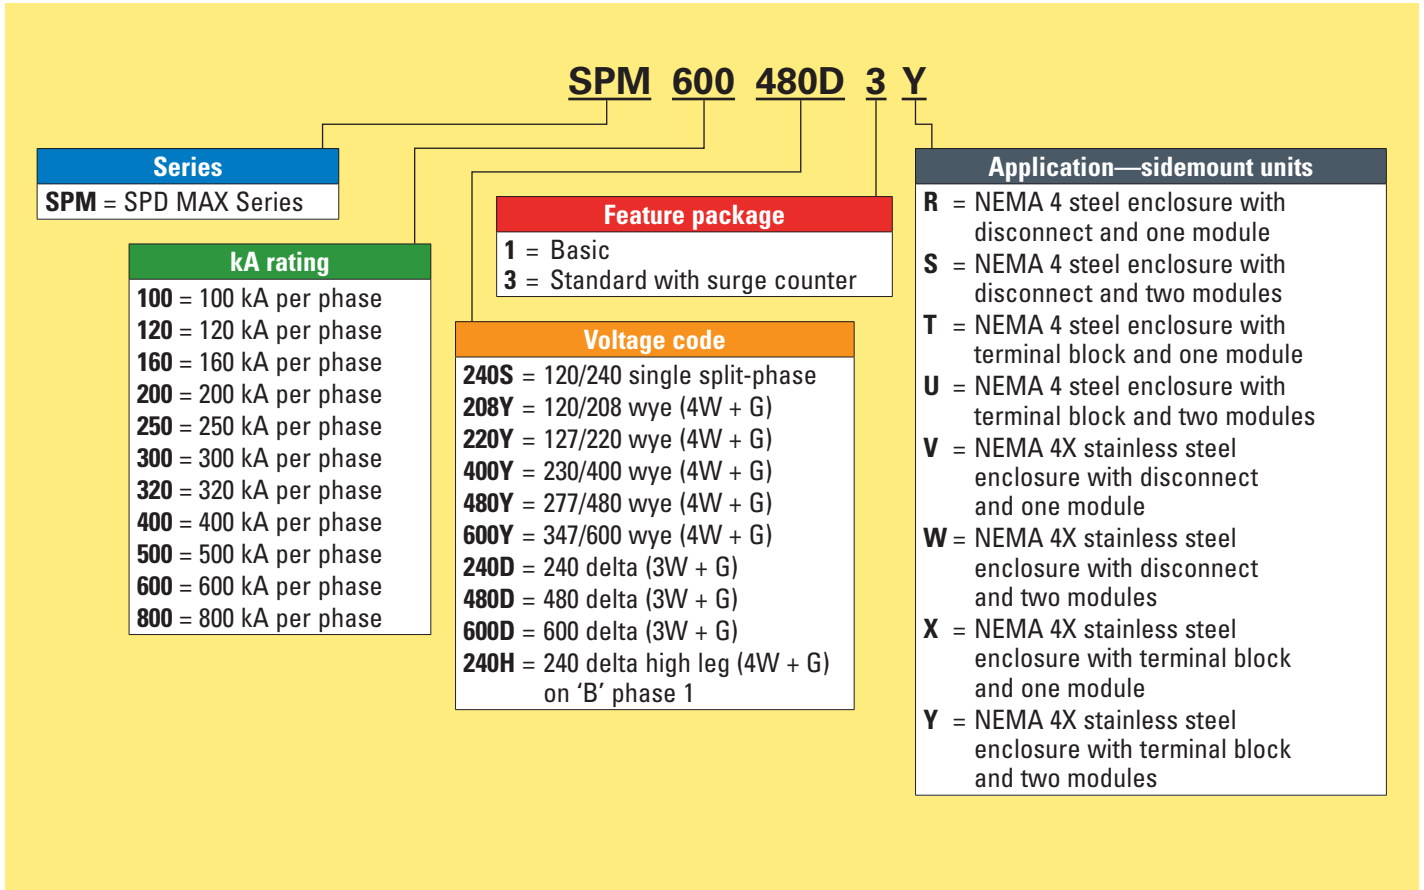 SPM 600 480D 3 Y
Series
SPM = SPD MAX Series
kA rating
100 = 100 kA per phase
120 = 120 kA per phase
160 = 160 kA per phase
200 = 200 kA per phase
250 = 250 kA per phase
300 = 300 kA per phase
320 = 320 kA per phase
400 = 400 kA per phase
500 = 500 kA per phase
600 = 600 kA per phase
800 = 800 kA per phase
Voltage code
240S = 120/240 single split-phase
208Y = 120/208 wye (4W + G)
220Y = 127/220 wye (4W + G)
400Y = 230/400 wye (4W + G)
480Y = 277/480 wye (4W + G)
600Y = 347/600 wye (4W + G)
240D = 240 delta (3W + G)
480D = 480 delta (3W + G)
600D = 600 delta (3W + G)
240H = 240 delta high leg (4W + G)
on ‘B’ phase 1
Feature package
1 = Basic
3 = Standard with surge counter
Application—sidemount units
R = NEMA 4 steel enclosure with
disconnect and one module
S = NEMA 4 steel enclosure with
disconnect and two modules
T = NEMA 4 steel enclosure with
terminal block and one module
U = NEMA 4 steel enclosure with
terminal block and two modules
V = NEMA 4X stainless steel
enclosure with disconnect
and one module
W = NEMA 4X stainless steel
enclosure with disconnect
and two modules
X = NEMA 4X stainless steel
enclosure with terminal block
and one module
Y = NEMA 4X stainless steel
enclosure with terminal block
and two modules